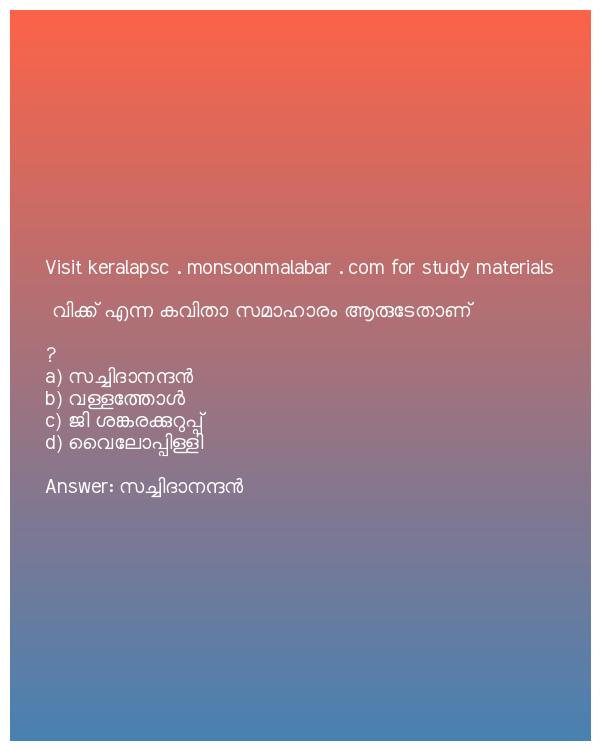 Visit keralapsc . monsoonmalabar . com for study materials
വിക്ക് എന്ന കവിതാ സമാഹാരം ആരുടേതാണ്
?
a) സച്ചിദാനന്ദൻ
b) വള്ളത്തോൾ
c) ജി ശങ്കരക്കുറുപ്പ്
d) വൈലോപ്പിള്ളി
Answer: സച്ചിദാനന്ദൻ